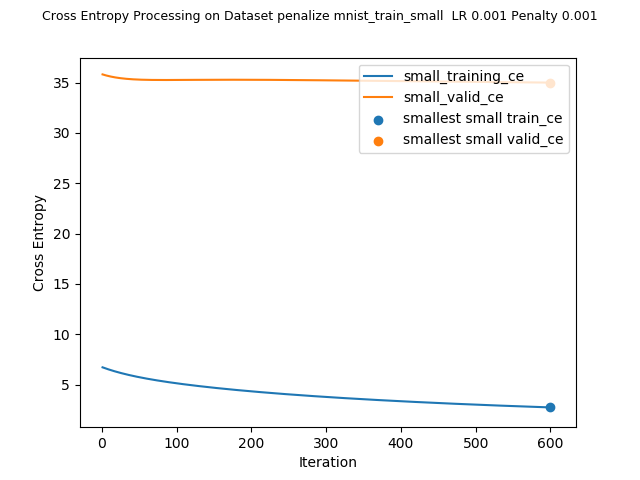 Cross Entropy Processing on Dataset penalize mnist_train_small  LR 0.001 Penalty 0.001
small_training_ce
small_valid_ce
smallest small train_ce
smallest small valid_ce
Cross Entropy
35
30
25
20
15
10
5
0 100 200 300 400 500 600
Iteration